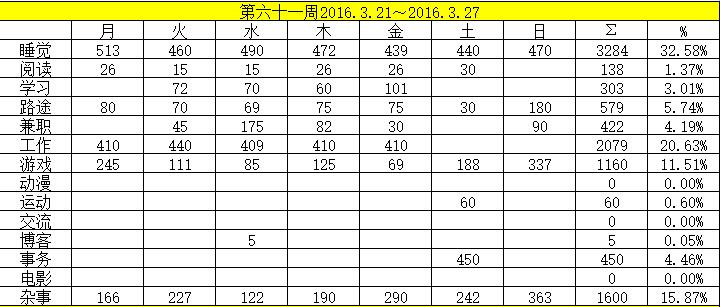 第六十一周2016.3.21～2016.3.27
月 火 水 木 金 土 日 Σ %
睡觉 513 460 490 472 439 440 470 3284 32.58%
阅读 26 15 15 26 26 30 138 1.37%
学习 72 70 60 101 303 3.01%
路途 80 70 69 75 75 30 180 579 5.74%
兼职 45 175 82 30 90 422 4.19%
工作 410 440 409 410 410 2079 20.63%
游戏 245 111 85 125 69 188 337 1160 11.51%
动漫 0 0.00%
运动 60 60 0.60%
交流 0 0.00%
博客 5 5 0.05%
事务 450 450 4.46%
电影 0 0.00%
杂事 166 227 122 190 290 242 363 1600 15.87%